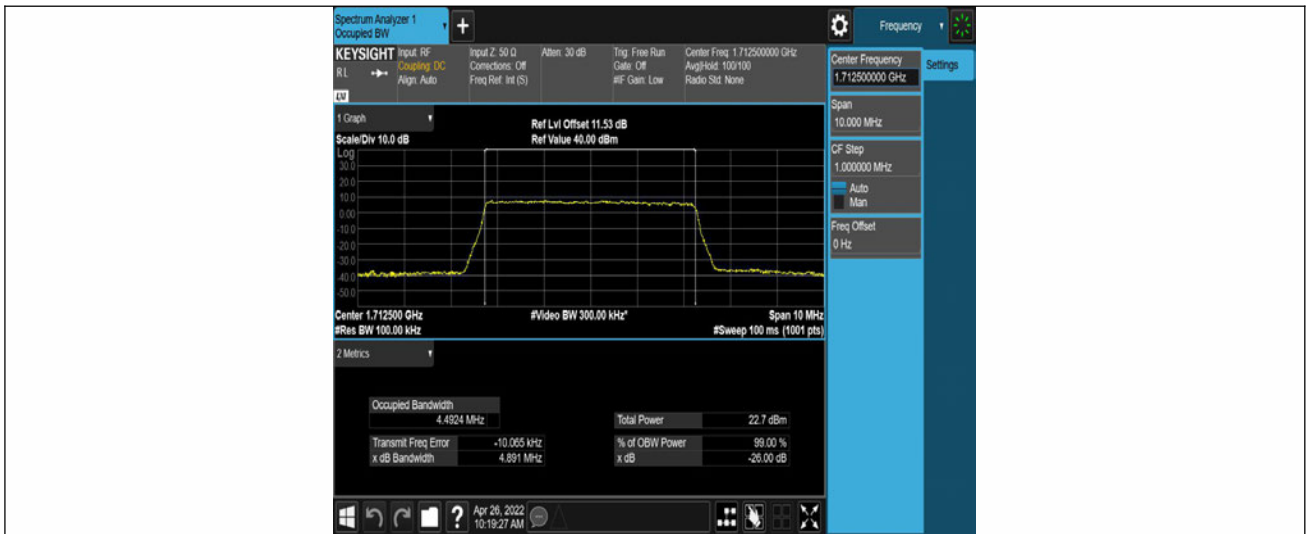 Spectrum Analyzer 1
Occupied BW
+
Frequency
KEYSIGHT
R L
LXI
Input: RF
Coupling: DC
Align: Auto
Input Z: 50 Ω
Corrections: Off
Freq Ref: Int (S)
Atten: 30 dB
Trig: Free Run
Gate: Off
#IF Gain: Low
Center Freq: 1.712500000 GHz
Avg|Hold: 100/100
Radio Std: None
Center Frequency
1.712500000 GHz
Settings
Span
10.000 MHz
CF Step
1.000000 MHz
Auto
Man
Freq Offset
0 Hz
1 Graph
Scale/Div 10.0 dB
Ref Lvl Offset 11.53 dB
Ref Value 40.00 dBm
Log
30.0
20.0
10.0
0.00
-10.0
-20.0
-30.0
-40.0
-50.0
Center 1.712500 GHz
#Res BW 100.00 kHz
#Video BW 300.00 kHz*
Span 10 MHz
#Sweep 100 ms (1001 pts)
2 Metrics
Occupied Bandwidth
4.4924 MHz
Transmit Freq Error -10.065 kHz
x dB Bandwidth 4.891 MHz
Total Power 22.7 dBm
% of OBW Power 99.00 %
x dB -26.00 dB
?
Apr 26, 2022
10:19:27 AM